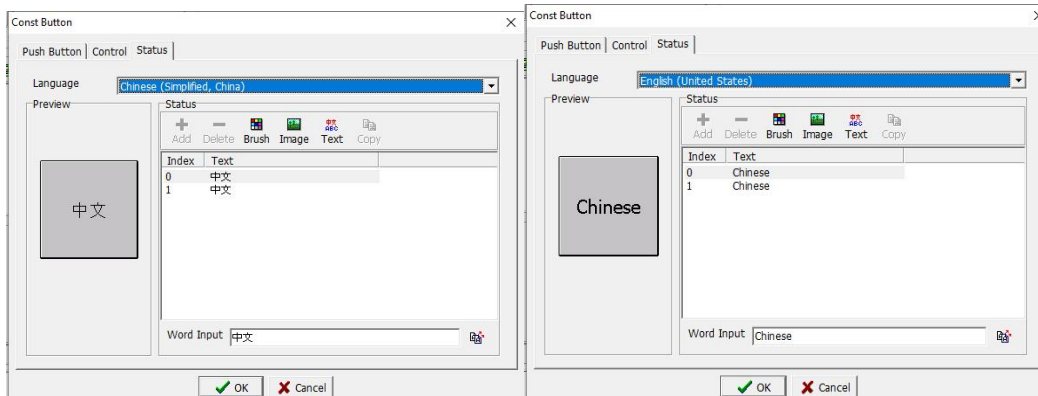 Const Button
Push Button Control Status
Language Chinese (Simplified, China)
Preview Status
Add Delete Brush Image Text Copy
Index Text
0 中文
1 中文
中文
Word Input 中文
OK Cancel
Const Button
Push Button Control Status
Language English (United States)
Preview Status
Add Delete Brush Image Text Copy
Index Text
0 Chinese
1 Chinese
Chinese
Word Input Chinese
OK Cancel